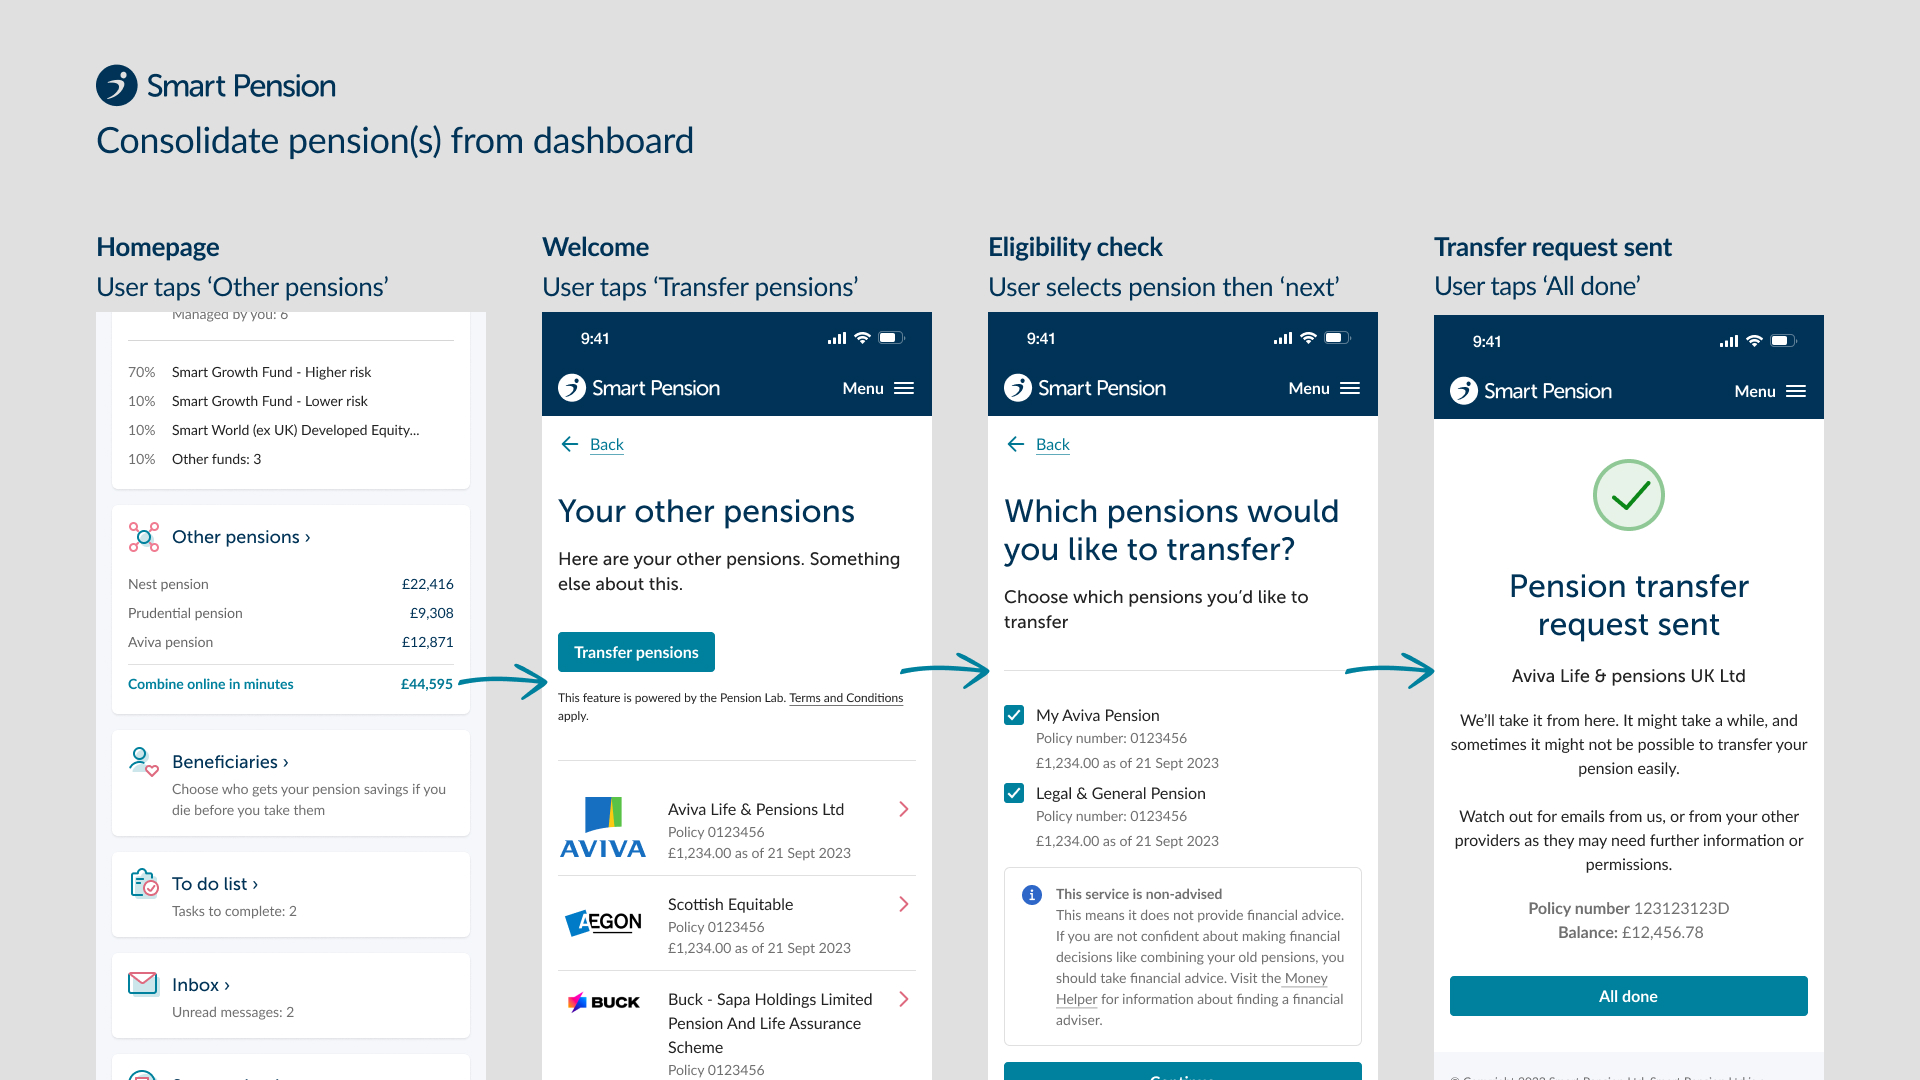 Smart Pension
Consolidate pension(s) from dashboard
Homepage
User taps ‘Other pensions’
Managed by you: 6
70% Smart Growth Fund - Higher risk
10% Smart Growth Fund - Lower risk
10% Smart World (ex UK) Developed Equity...
10% Other funds: 3
Other pensions ›
Nest pension £22,416
Prudential pension £9,308
Aviva pension £12,871
Combine online in minutes £44,595
Beneficiaries ›
Choose who gets your pension savings if you
die before you take them
To do list ›
Tasks to complete: 2
Inbox ›
Unread messages: 2
Welcome
User taps ‘Transfer pensions’
9:41
Smart Pension Menu
Back
Your other pensions
Here are your other pensions. Something
else about this.
Transfer pensions
This feature is powered by the Pension Lab. Terms and Conditions
apply.
AVIVA
Aviva Life & Pensions Ltd
Policy 0123456
£1,234.00 as of 21 Sept 2023
AEGON
Scottish Equitable
Policy 0123456
£1,234.00 as of 21 Sept 2023
BUCK
Buck - Sapa Holdings Limited
Pension And Life Assurance
Scheme
Policy 0123456
Eligibility check
User selects pension then ‘next’
9:41
Smart Pension Menu
Back
Which pensions would
you like to transfer?
Choose which pensions you’d like to
transfer
My Aviva Pension
Policy number: 0123456
£1,234.00 as of 21 Sept 2023
Legal & General Pension
Policy number: 0123456
£1,234.00 as of 21 Sept 2023
This service is non-advised
This means it does not provide financial advice.
If you are not confident about making financial
decisions like combining your old pensions, you
should take financial advice. Visit the Money
Helper for information about finding a financial
adviser.
Continue
Transfer request sent
User taps ‘All done’
9:41
Smart Pension Menu
Pension transfer
request sent
Aviva Life & pensions UK Ltd
We’ll take it from here. It might take a while, and
sometimes it might not be possible to transfer your
pension easily.
Watch out for emails from us, or from your other
providers as they may need further information or
permissions.
Policy number 123123123D
Balance: £12,456.78
All done